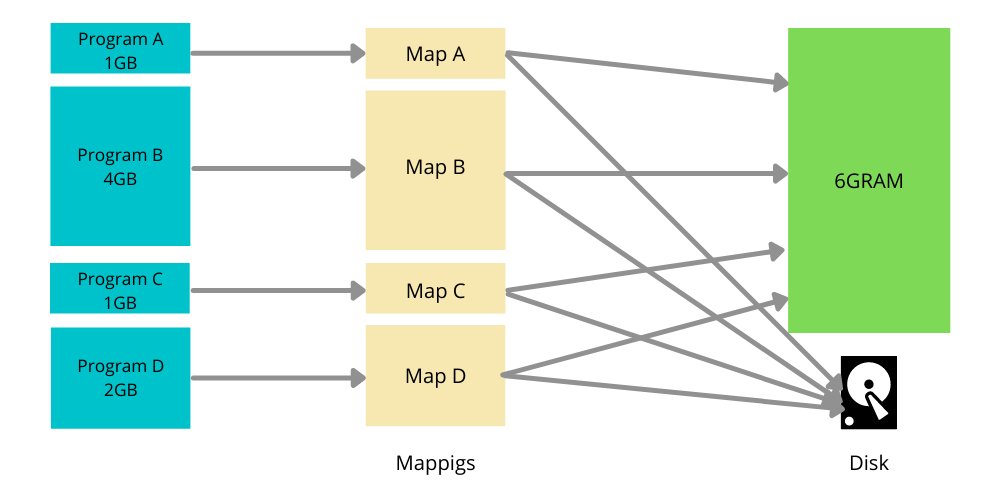 Program A
1GB
Map A
Program B
4GB
Map B
6GRAM
Program C
1GB
Map C
Program D
2GB
Map D
Mappigs
Disk